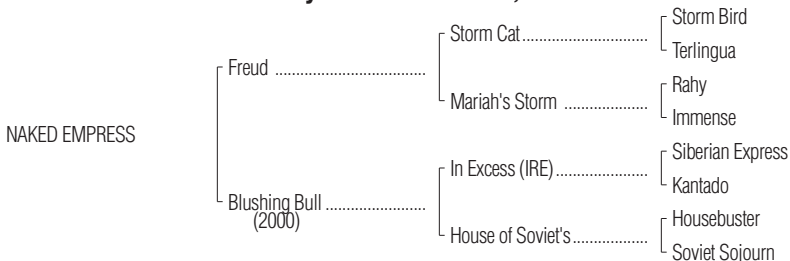 Storm Bird
Storm Cat
Terlingua
Freud
Rahy
Mariah's Storm
Immense
NAKED EMPRESS
Siberian Express
In Excess (IRE)
Kantado
Blushing Bull
(2000)
Housebuster
House of Soviet's
Soviet Sojourn